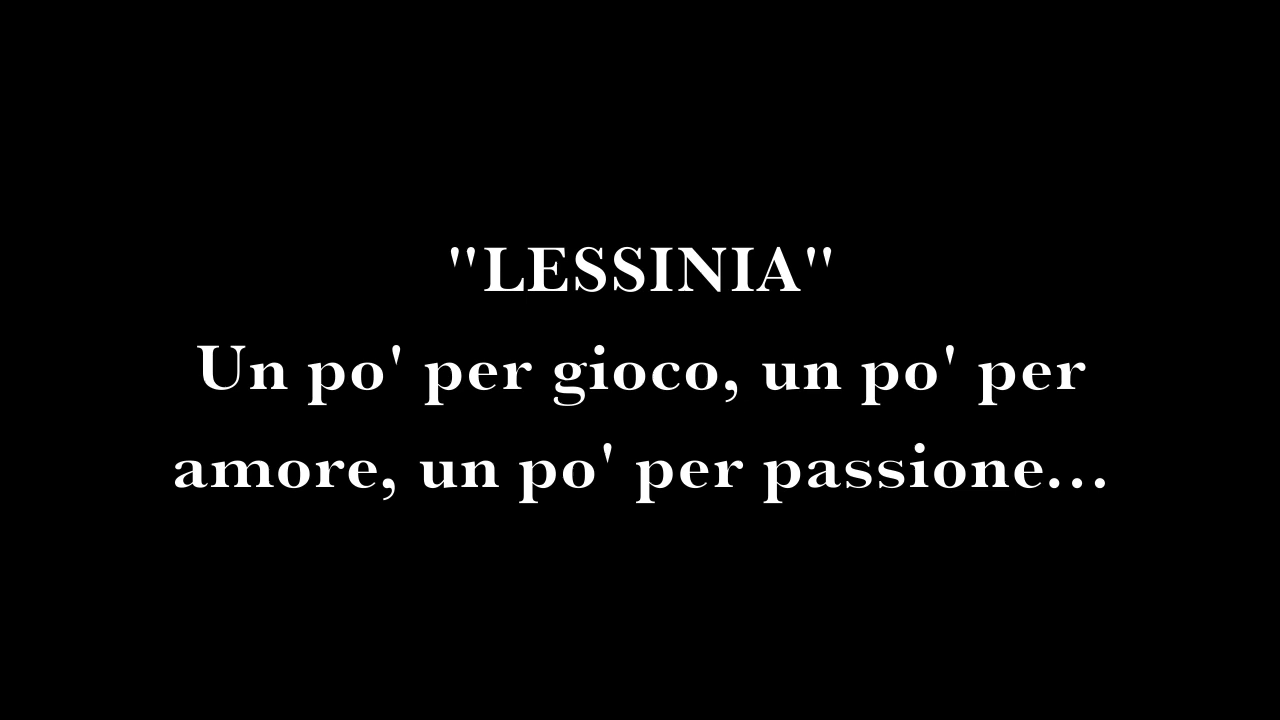 "LESSINIA"
Un po' per gioco, un po' per
amore, un po' per passione...